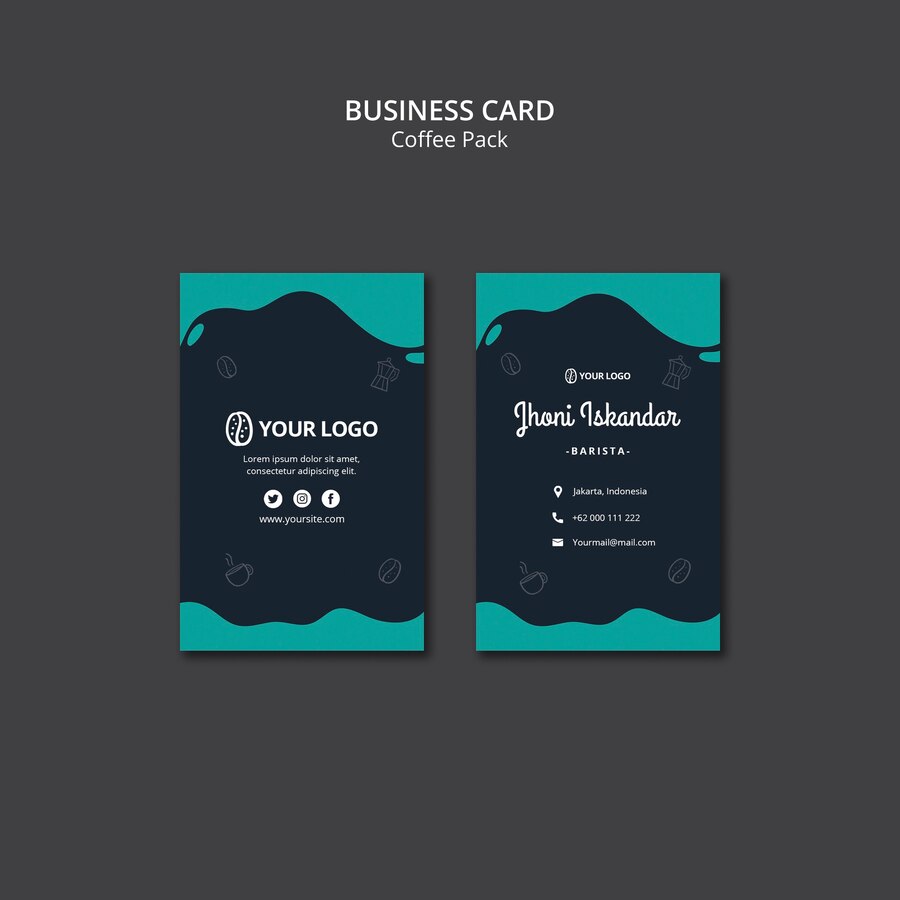 BUSINESS CARD
Coffee Pack
YOUR LOGO
Lorem ipsum dolor sit amet,
consectetur adipiscing elit.
www.yoursite.com
YOUR LOGO
Jhoni Iskandar
-BARISTA-
Jakarta, Indonesia
+62 000 111 222
Yourmail@mail.com